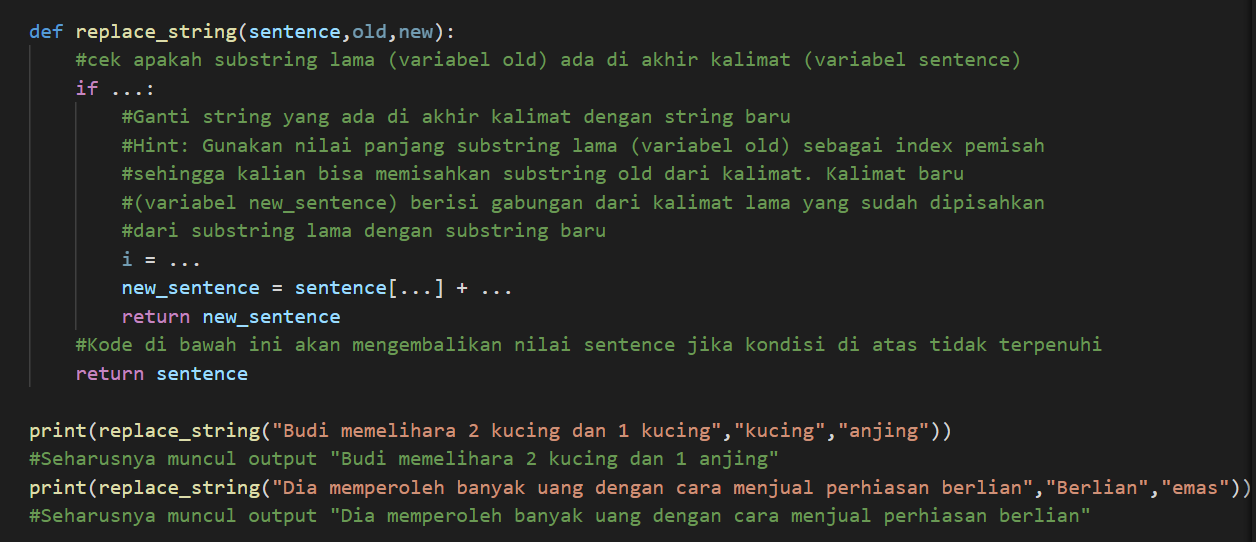 def replace_string(sentence,old,new):
    #cek apakah substring lama (variabel old) ada di akhir kalimat (variabel sentence)
    if ...:
        #Ganti string yang ada di akhir kalimat dengan string baru
        #Hint: Gunakan nilai panjang substring lama (variabel old) sebagai index pemisah
        #sehingga kalian bisa memisahkan substring old dari kalimat. Kalimat baru
        #(variabel new_sentence) berisi gabungan dari kalimat lama yang sudah dipisahkan
        #dari substring lama dengan substring baru
        i = ...
        new_sentence = sentence[...] + ...
        return new_sentence
    #Kode di bawah ini akan mengembalikan nilai sentence jika kondisi di atas tidak terpenuhi
    return sentence

print(replace_string("Budi memelihara 2 kucing dan 1 kucing","kucing","anjing"))
#Seharusnya muncul output "Budi memelihara 2 kucing dan 1 anjing"
print(replace_string("Dia memperoleh banyak uang dengan cara menjual perhiasan berlian","Berlian","emas"))
#Seharusnya muncul output "Dia memperoleh banyak uang dengan cara menjual perhiasan berlian"